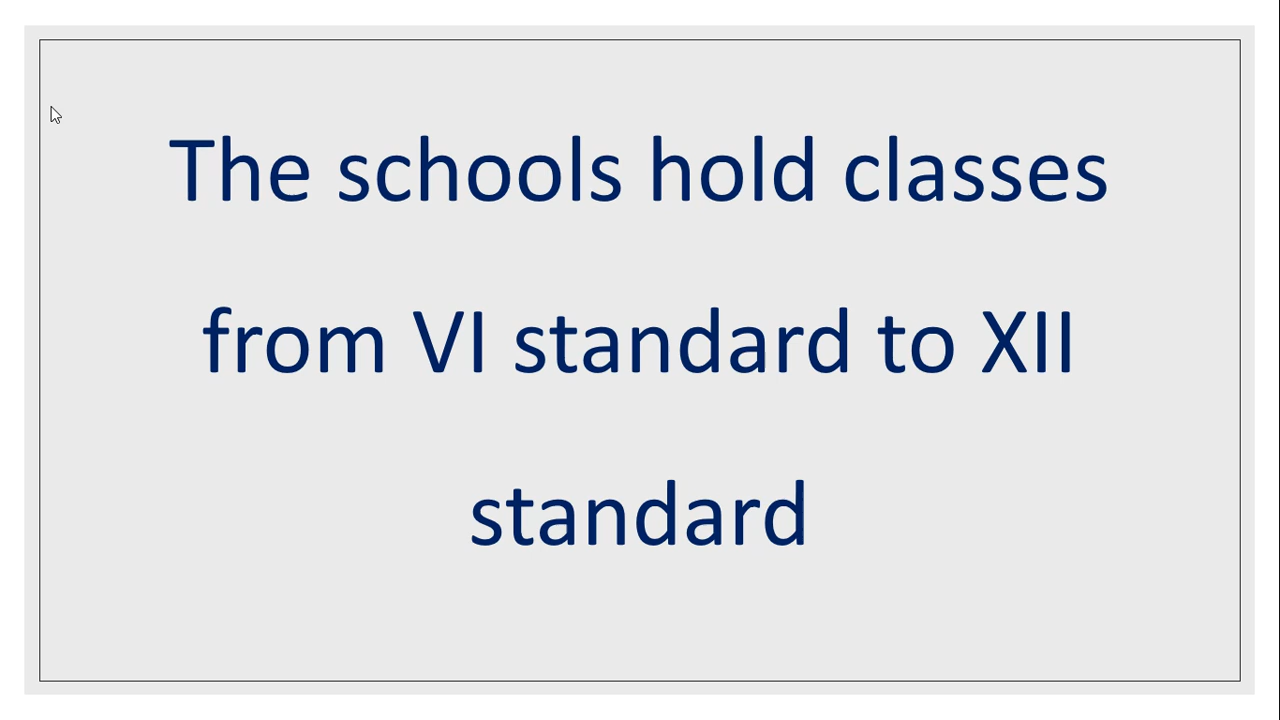 The schools hold classes
from VI standard to XII
standard